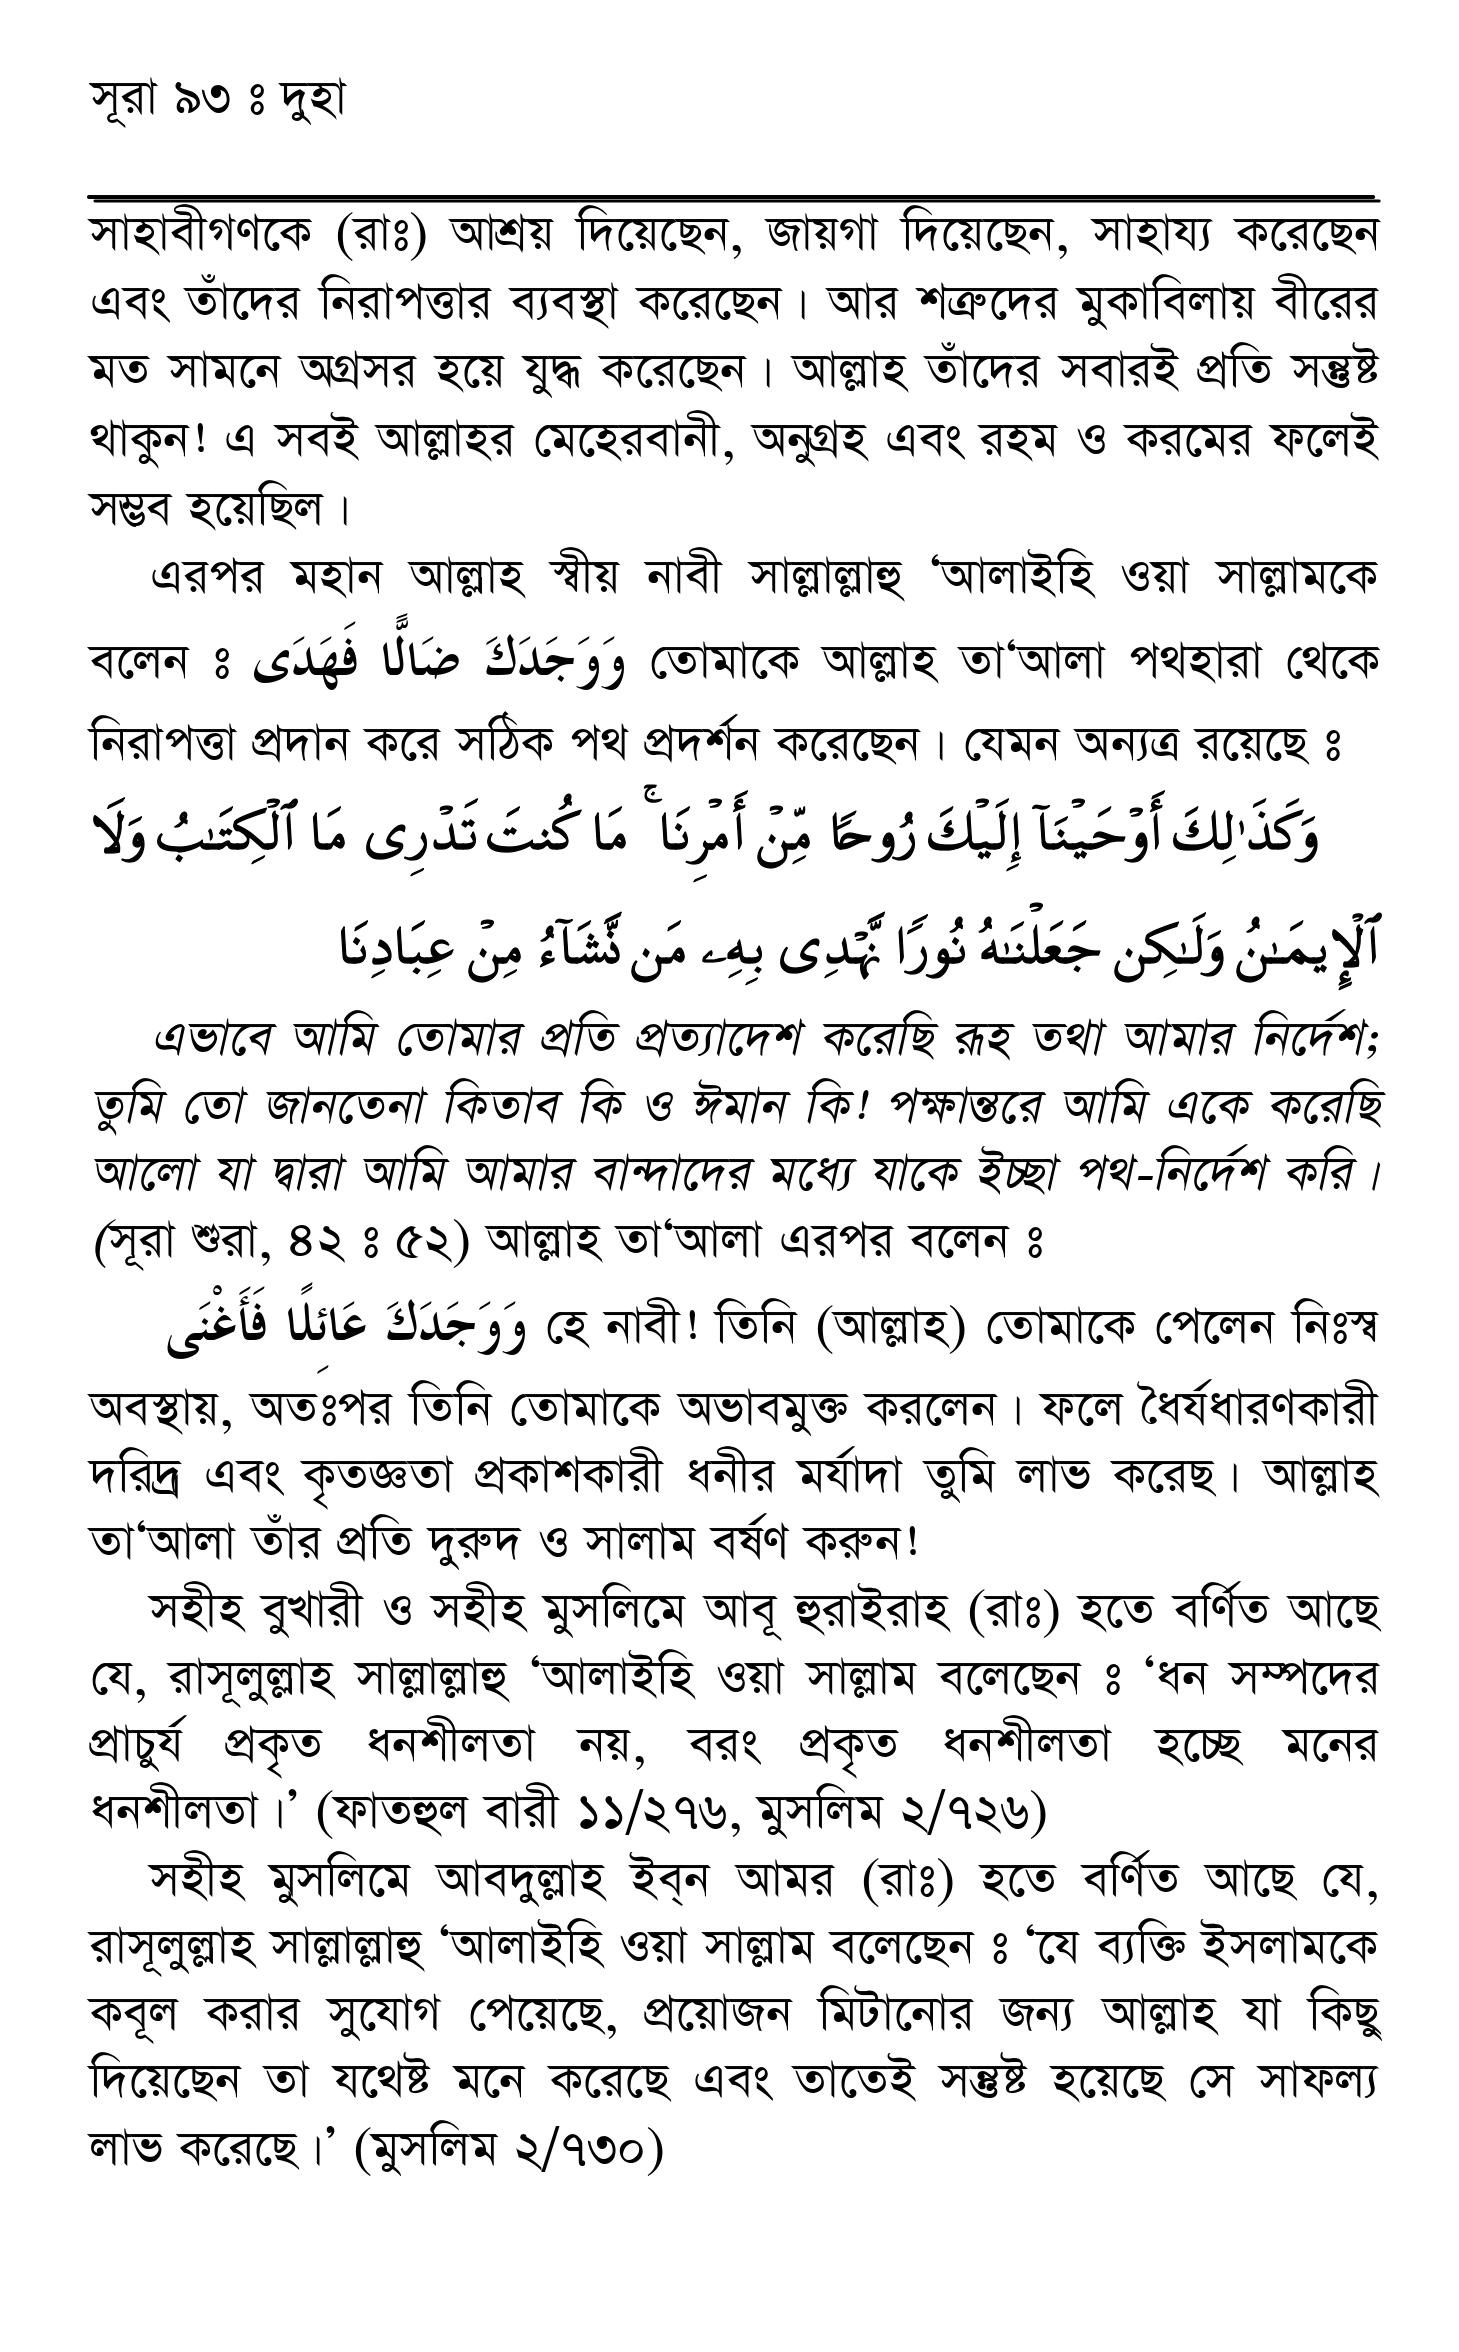 সূরা ৯৩ ঃ দুহা
সাহাবীগণকে (রাঃ) আশ্রয় দিয়েছেন, জায়গা দিয়েছেন, সাহায্য করেছেন
এবং তাঁদের নিরাপত্তার ব্যবস্থা করেছেন। আর শত্রুদের মুকাবিলায় বীরের
মত সামনে অগ্রসর হয়ে যুদ্ধ করেছেন। আল্লাহ তাঁদের সবারই প্রতি সন্তুষ্ট
থাকুন! এ সবই আল্লাহর মেহেরবানী, অনুগ্রহ এবং রহম ও করমের ফলেই
সম্ভব হয়েছিল।
এরপর মহান আল্লাহ স্বীয় নাবী সাল্লাল্লাহু ‘আলাইহি ওয়া সাল্লামকে
বলেন ঃ وَوَجَدَكَ ضَالًّا فَهَدَى তোমাকে আল্লাহ তা‘আলা পথহারা থেকে
নিরাপত্তা প্রদান করে সঠিক পথ প্রদর্শন করেছেন। যেমন অন্যত্র রয়েছে ঃ
وَكَذَٰلِكَ أَوْحَيْنَآ إِلَيْكَ رُوحًا مِّنْ أَمْرِنَا ۚ مَا كُنتَ تَدْرِى مَا ٱلْكِتَـٰبُ وَلَا
ٱلْإِيمَـٰنُ وَلَـٰكِن جَعَلْنَـٰهُ نُورًا نَّهْدِى بِهِۦ مَن نَّشَآءُ مِنْ عِبَادِنَا
এভাবে আমি তোমার প্রতি প্রত্যাদেশ করেছি রূহ তথা আমার নির্দেশ;
তুমি তো জানতেনা কিতাব কি ও ঈমান কি! পক্ষান্তরে আমি একে করেছি
আলো যা দ্বারা আমি আমার বান্দাদের মধ্যে যাকে ইচ্ছা পথ-নির্দেশ করি।
(সূরা শুরা, ৪২ ঃ ৫২) আল্লাহ তা‘আলা এরপর বলেন ঃ
وَوَجَدَكَ عَائِلًا فَأَغْنَى হে নাবী! তিনি (আল্লাহ) তোমাকে পেলেন নিঃস্ব
অবস্থায়, অতঃপর তিনি তোমাকে অভাবমুক্ত করলেন। ফলে ধৈর্যধারণকারী
দরিদ্র এবং কৃতজ্ঞতা প্রকাশকারী ধনীর মর্যাদা তুমি লাভ করেছ। আল্লাহ
তা‘আলা তাঁর প্রতি দুরুদ ও সালাম বর্ষণ করুন!
সহীহ বুখারী ও সহীহ মুসলিমে আবূ হুরাইরাহ (রাঃ) হতে বর্ণিত আছে
যে, রাসূলুল্লাহ সাল্লাল্লাহু ‘আলাইহি ওয়া সাল্লাম বলেছেন ঃ ‘ধন সম্পদের
প্রাচুর্য প্রকৃত ধনশীলতা নয়, বরং প্রকৃত ধনশীলতা হচ্ছে মনের
ধনশীলতা।’ (ফাতহুল বারী ১১/২৭৬, মুসলিম ২/৭২৬)
সহীহ মুসলিমে আবদুল্লাহ ইব্‌ন আমর (রাঃ) হতে বর্ণিত আছে যে,
রাসূলুল্লাহ সাল্লাল্লাহু ‘আলাইহি ওয়া সাল্লাম বলেছেন ঃ ‘যে ব্যক্তি ইসলামকে
কবূল করার সুযোগ পেয়েছে, প্রয়োজন মিটানোর জন্য আল্লাহ যা কিছু
দিয়েছেন তা যথেষ্ট মনে করেছে এবং তাতেই সন্তুষ্ট হয়েছে সে সাফল্য
লাভ করেছে।’ (মুসলিম ২/৭৩০)